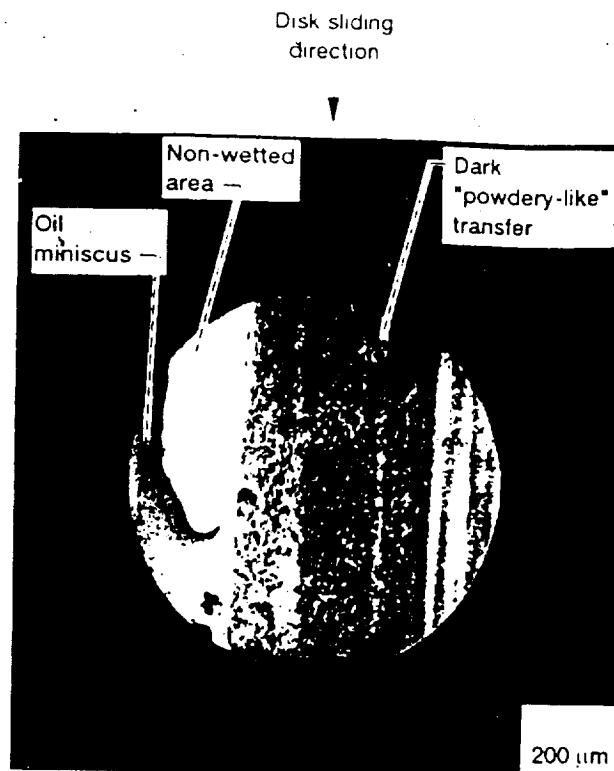 Disk sliding
direction
Non-wetted
area
Dark
"powdery-like"
transfer
Oil
miniscus
200 µm